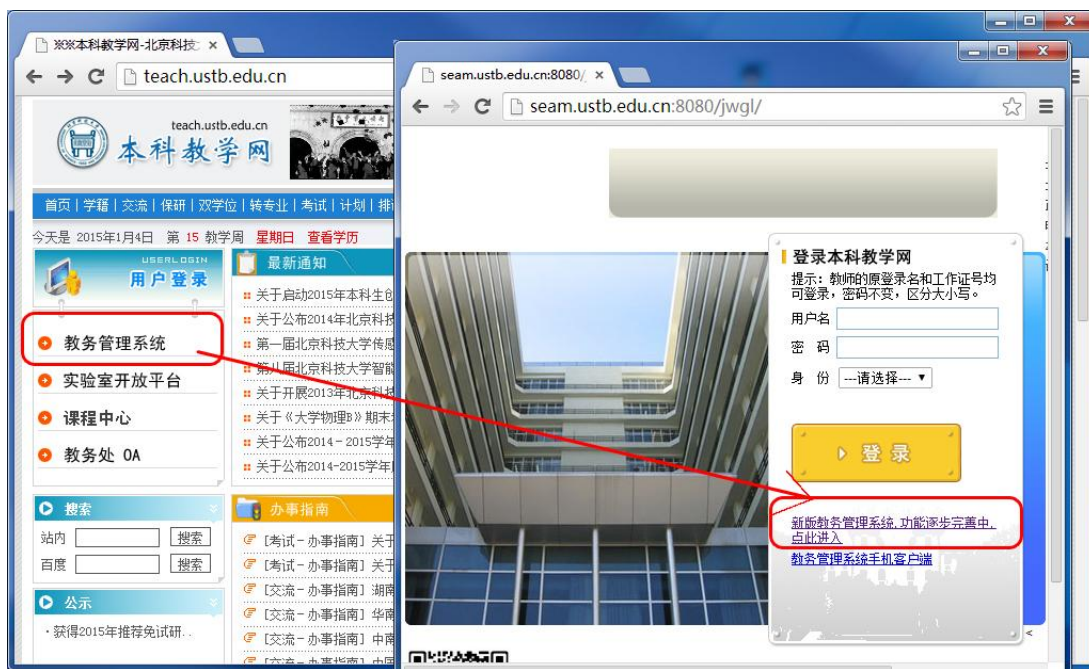 ※※本科教学网-北京科技
teach.ustb.edu.cn
teach.ustb.edu.cn
本科教学网
首页 | 学籍 | 交流 | 保研 | 双学位 | 转专业 | 考试 | 计划 | 排
今天是 2015年1月4日 第 15 教学周 星期日 查看学历
USERLOGIN
用户登录
教务管理系统
实验室开放平台
课程中心
教务处 OA
搜索
站内 搜索
百度 搜索
公示
·获得2015年推荐免试研..
最新通知
关于启动2015年本科生创
关于公布2014年北京科技
第一届北京科技大学传感
第八届北京科技大学智能
关于开展2013年北京科技
关于《大学物理B》期末
关于公布2014-2015学年
关于公布2014-2015学年
办事指南
[考试-办事指南] 关于
[考试-办事指南] 关于
[交流-办事指南] 湖南
[交流-办事指南] 华南
[交流-办事指南] 中南
[交流-办事指南] 中国
seam.ustb.edu.cn:8080/
seam.ustb.edu.cn:8080/jwgl/
登录本科教学网
提示：教师的原登录名和工作证号均
可登录，密码不变，区分大小写。
用户名
密 码
身 份 ---请选择---
登 录
新版教务管理系统,功能逐步完善中,
点此进入
教务管理系统手机客户端